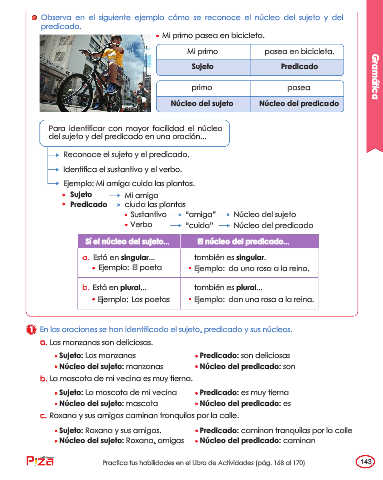 Observa en el siguiente ejemplo cómo se reconoce el núcleo del sujeto y del
predicado.
• Mi primo pasea en bicicleta.
Mi primo pasea en bicicleta.
Sujeto Predicado
primo pasea
Núcleo del sujeto Núcleo del predicado
Gramática
Para identificar con mayor facilidad el núcleo
del sujeto y del predicado en una oración...
Reconoce el sujeto y el predicado.
Identifica el sustantivo y el verbo.
Ejemplo: Mi amiga cuida las plantas.
• Sujeto → Mi amiga
• Predicado → cuida las plantas
• Sustantivo → "amiga" → Núcleo del sujeto
• Verbo → "cuida" → Núcleo del predicado
Si el núcleo del sujeto... El núcleo del predicado...
a. Está en singular... también es singular.
• Ejemplo: El poeta • Ejemplo: da una rosa a la reina.
b. Está en plural... también es plural...
• Ejemplo: Los poetas • Ejemplo: dan una rosa a la reina.
1 En las oraciones se han identificado el sujeto, predicado y sus núcleos.
a. Las manzanas son deliciosas.
• Sujeto: Las manzanas • Predicado: son deliciosas
• Núcleo del sujeto: manzanas • Núcleo del predicado: son
b. La mascota de mi vecina es muy tierna.
• Sujeto: La mascota de mi vecina • Predicado: es muy tierna
• Núcleo del sujeto: mascota • Núcleo del predicado: es
c. Roxana y sus amigas caminan tranquilas por la calle.
• Sujeto: Roxana y sus amigas. • Predicado: caminan tranquilas por la calle
• Núcleo del sujeto: Roxana, amigas • Núcleo del predicado: caminan
Practica tus habilidades en el Libro de Actividades (pág. 168 al 170)
143